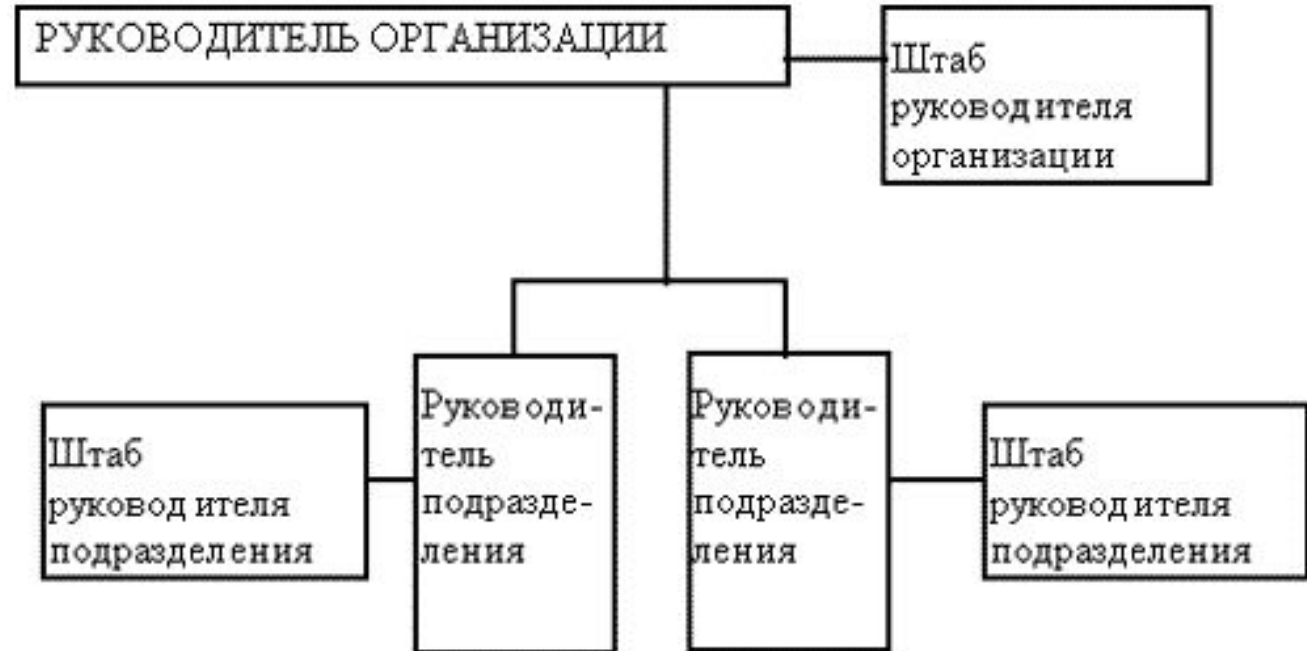 РУКОВОДИТЕЛЬ ОРГАНИЗАЦИИ
Штаб
руководителя
организации
Штаб
руководителя
подразделения
Руководи-
тель
подразде-
ления
Руководи-
тель
подразде-
ления
Штаб
руководителя
подразделения